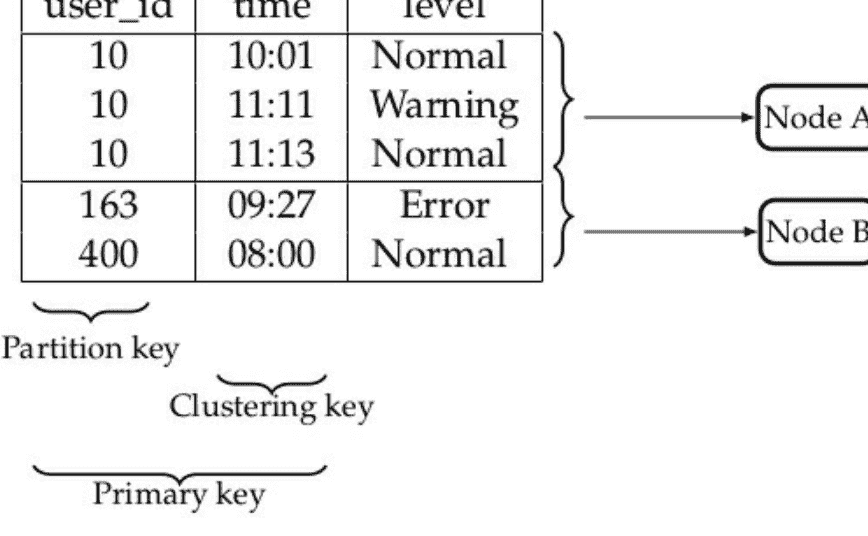 user_id time level
10 10:01 Normal
10 11:11 Warning
10 11:13 Normal
163 09:27 Error
400 08:00 Normal
Node A
Node B
Partition key
Clustering key
Primary key